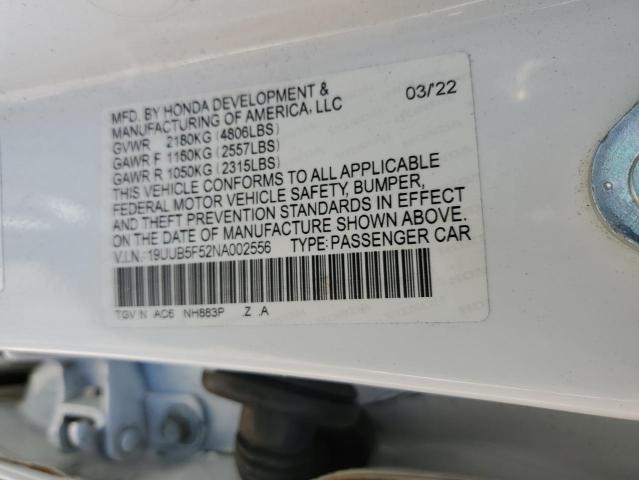 MFD. BY HONDA DEVELOPMENT &
MANUFACTURING OF AMERICA, LLC 03/'22
GVWR 2180KG (4806LBS)
GAWR F 1160KG (2557LBS)
GAWR R 1050KG (2315LBS)
THIS VEHICLE CONFORMS TO ALL APPLICABLE
FEDERAL MOTOR VEHICLE SAFETY, BUMPER,
AND THEFT PREVENTION STANDARDS IN EFFECT
ON THE DATE OF MANUFACTURE SHOWN ABOVE.
V.I.N.: 19UUB5F52NA002556 TYPE: PASSENGER CAR
TGV N AC6 NH883P .Z .A